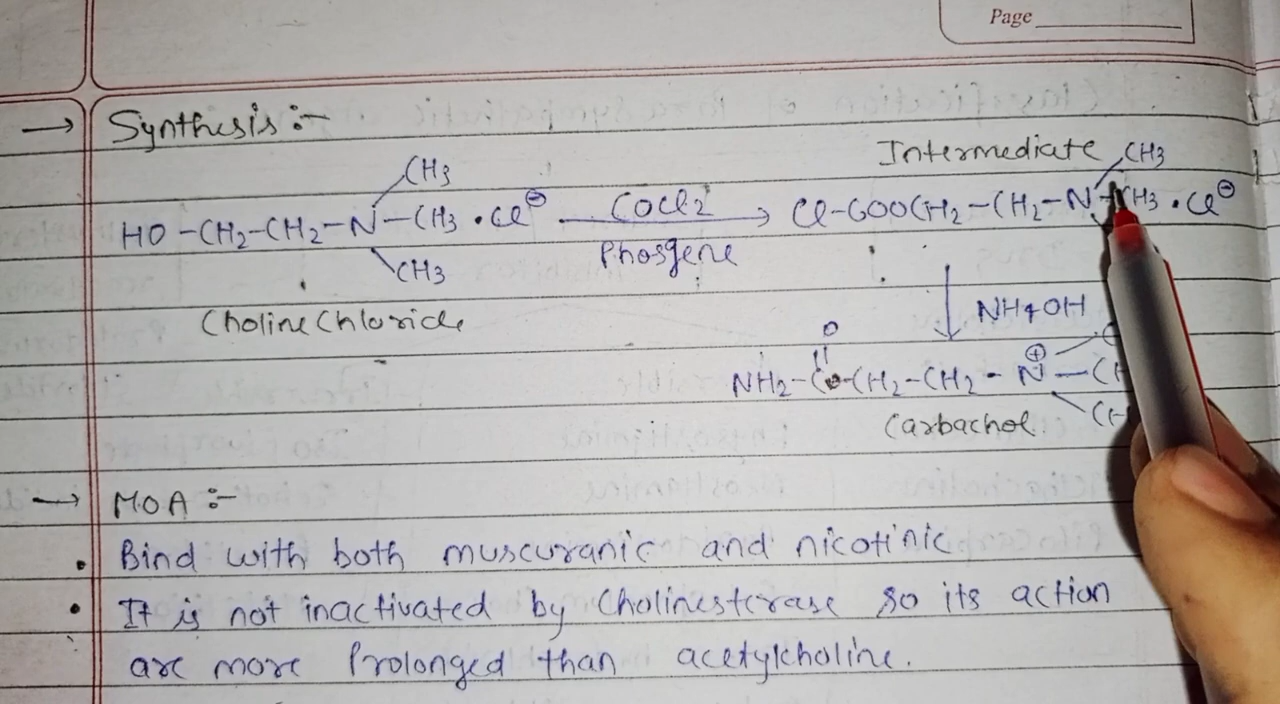 Page
→ Synthesis :-
Intermediate
CH3 CH3
HO-CH2-CH2-N-CH3 · Cl⊖ COCl2 → Cl-COOCH2-CH2-N-CH3 · Cl⊖
CH3 Phosgene
Choline Chloride
↓ NH4OH
O
NH2-C-O-CH2-CH2-N⊕
Carbachol
→ MOA :-
• Bind with both muscuranic and nicotinic
• It is not inactivated by Cholinesterase so its action
are more Prolonged than acetylcholine.